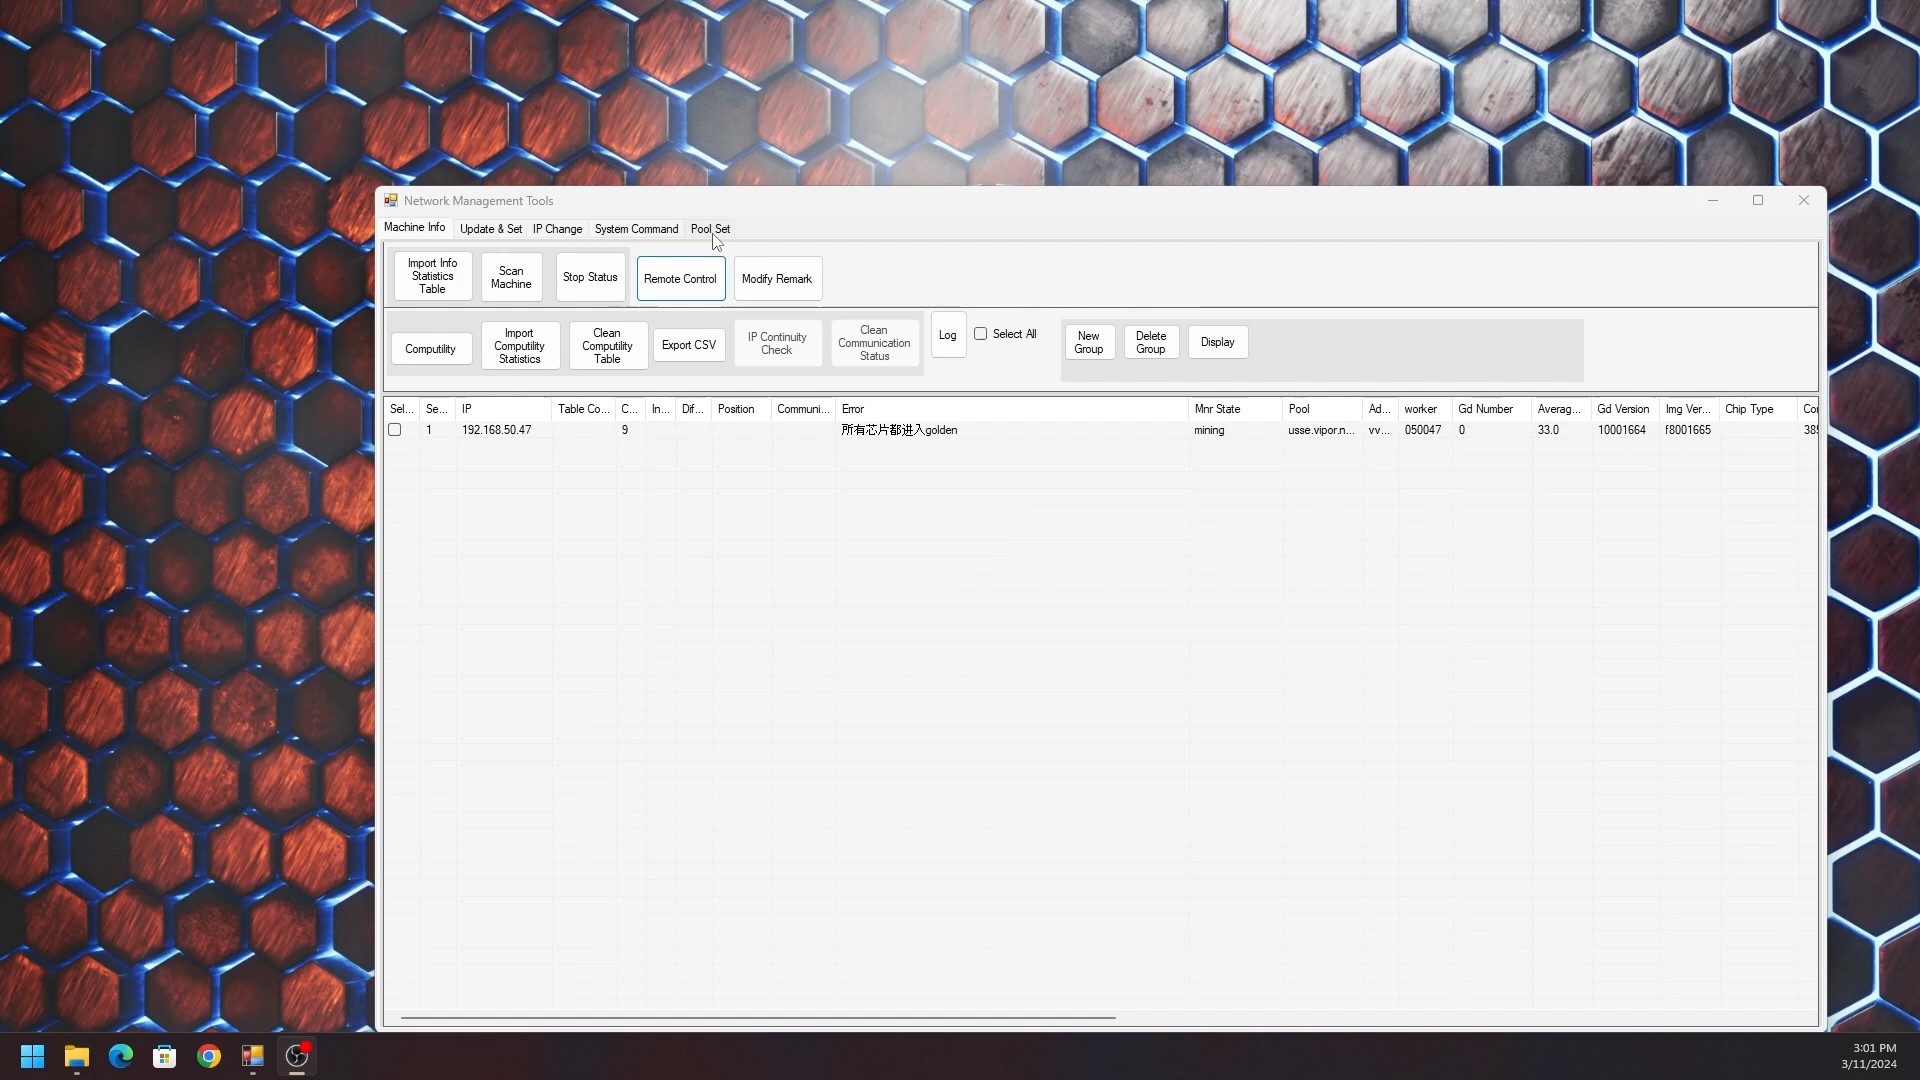 Network Management Tools
Machine Info Update & Set IP Change System Command Pool Set
Import Info Statistics Table
Scan Machine
Stop Status
Remote Control
Modify Remark
Computility
Import Computility Statistics
Clean Computility Table
Export CSV
IP Continuity Check
Clean Communication Status
Log
Select All
New Group
Delete Group
Display
Sel... Se... IP Table Co... C... In... Dif... Position Communi... Error Mnr State Pool Ad... worker Gd Number Averag... Gd Version Img Ver... Chip Type Cor
1 192.168.50.47 9 所有芯片都进入golden mining usse.vipor.n... vv... 050047 0 33.0 10001664 f8001665 385
3:01 PM
3/11/2024